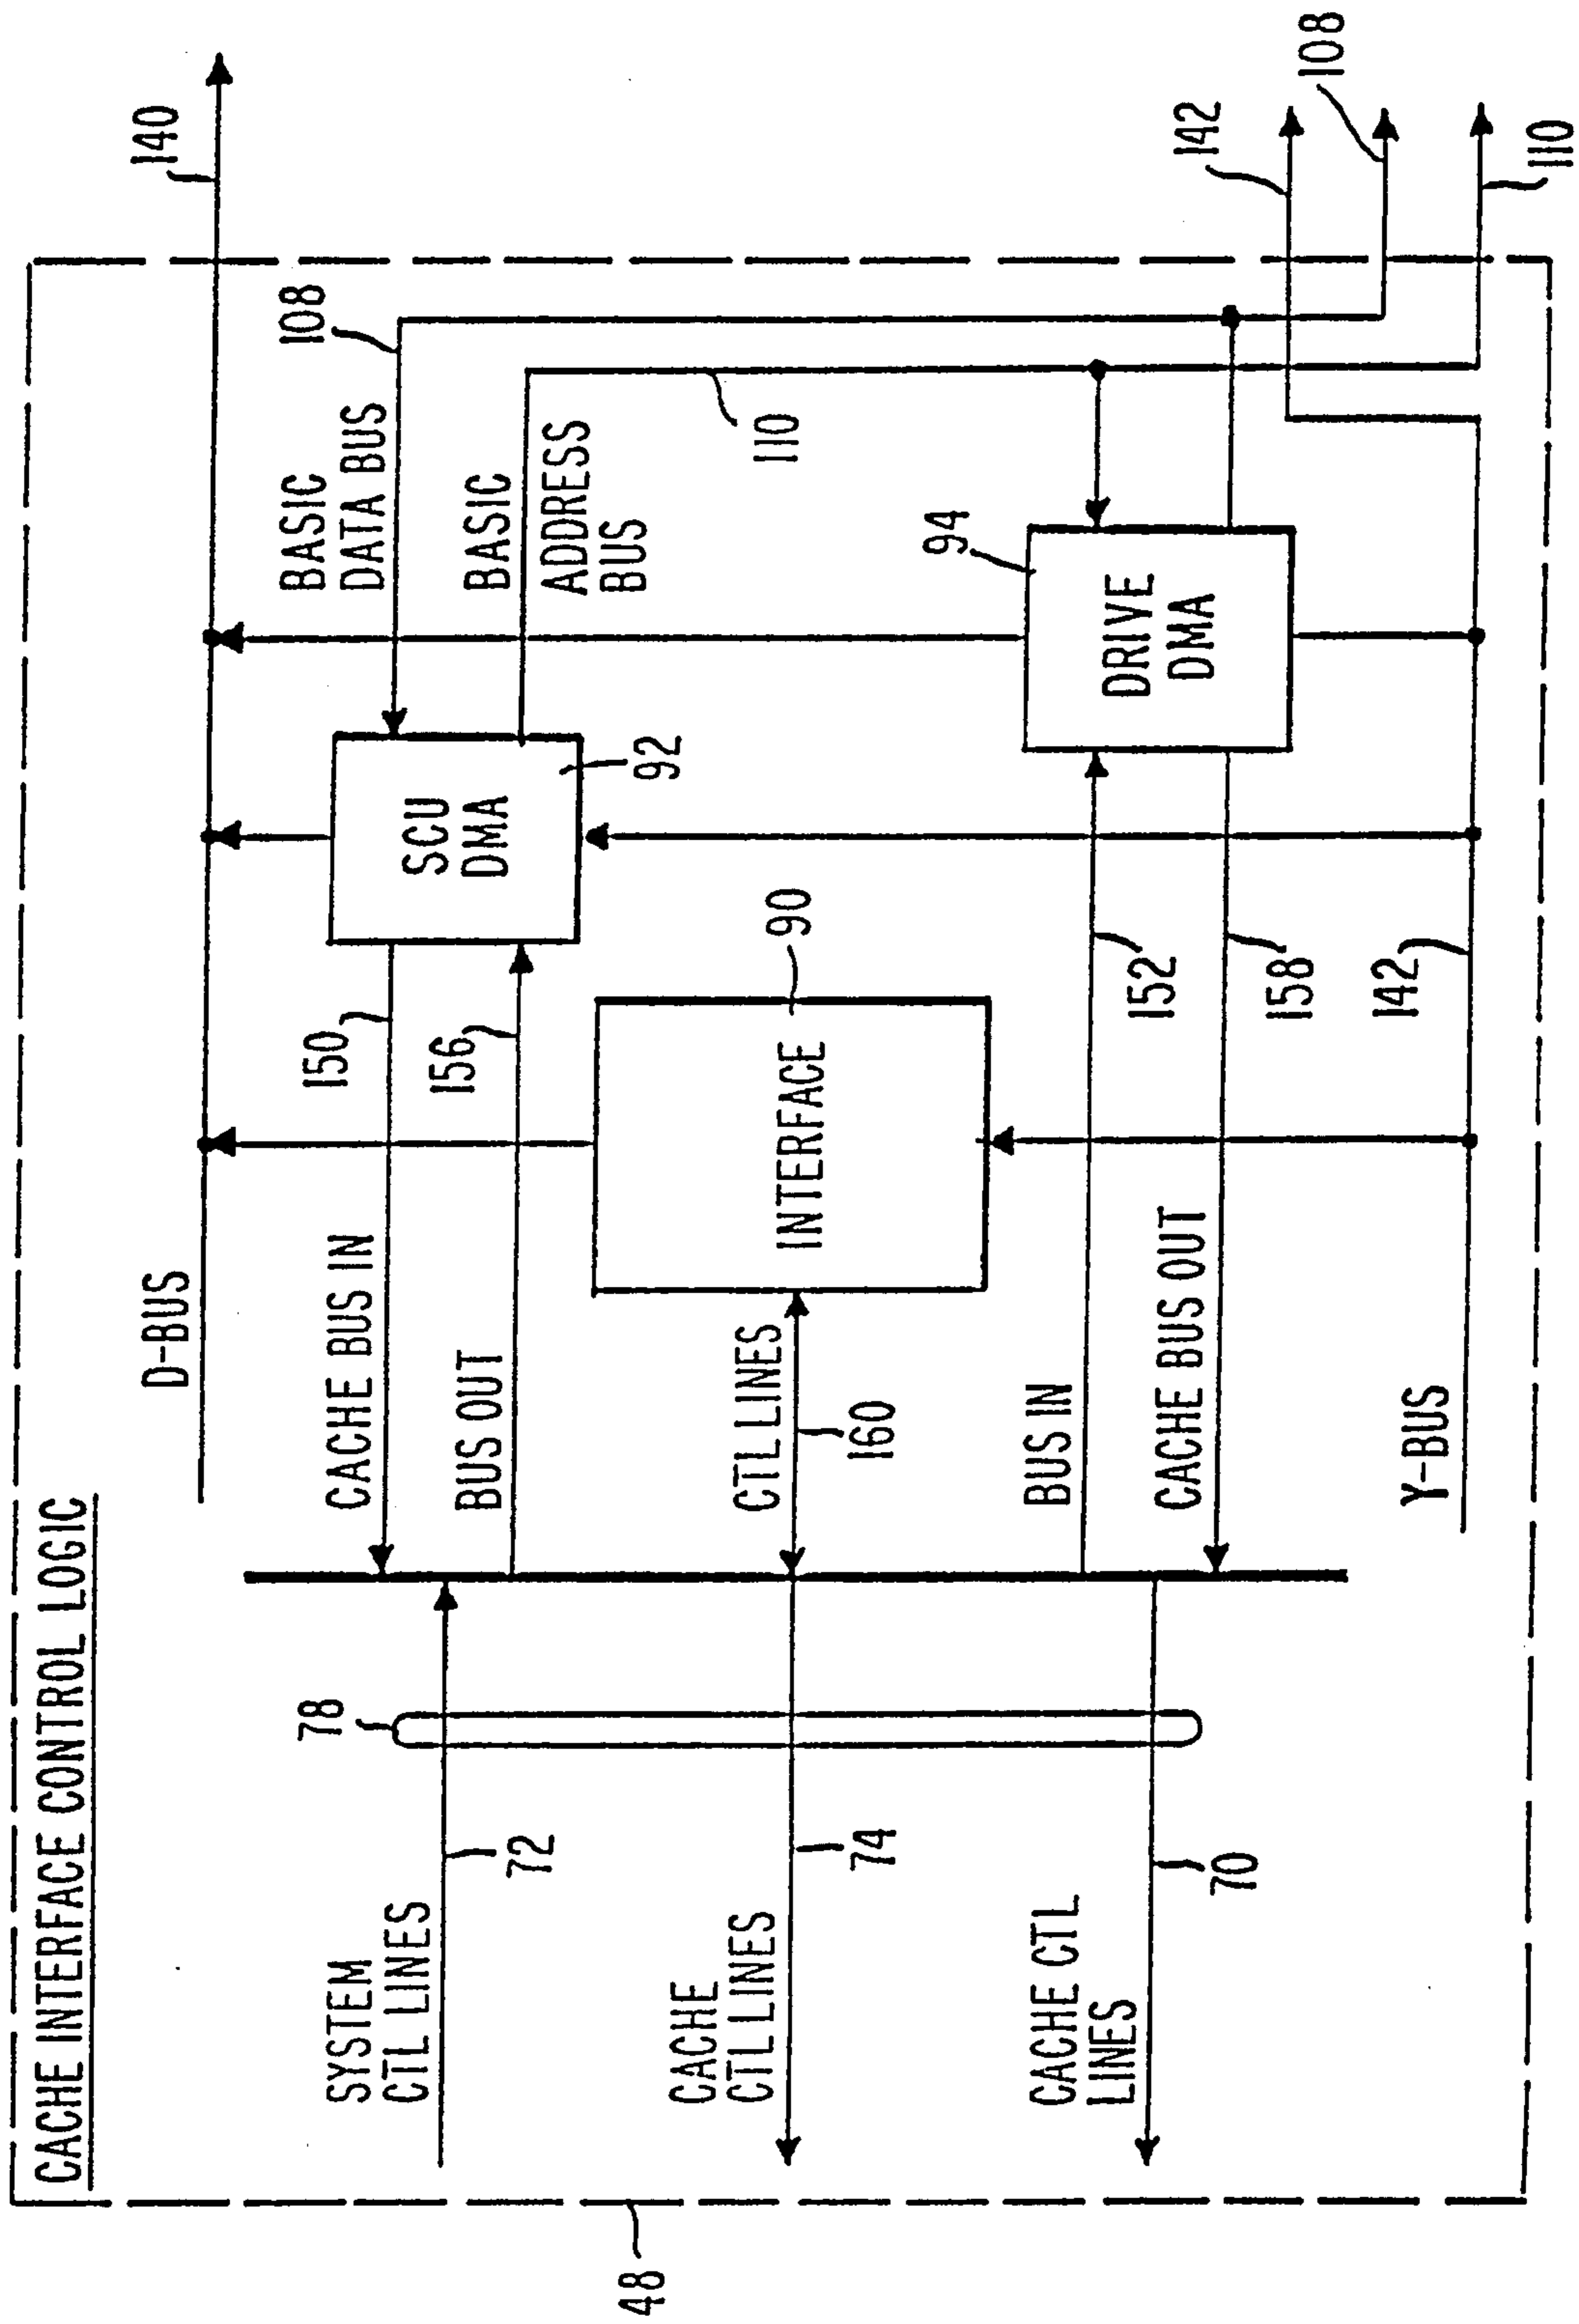 CACHE INTERFACE CONTROL LOGIC
48
SYSTEM
CTL LINES
72
78
CACHE
CTL LINES
74
CACHE CTL
LINES
70
D-BUS
140
CACHE BUS IN
150
BUS OUT
156
CTL LINES
160
INTERFACE
90
BUS IN
152
CACHE BUS OUT
158
Y-BUS
142
SCU
DMA
92
BASIC
DATA BUS
108
BASIC
ADDRESS
BUS
110
DRIVE
DMA
94
142
108
110